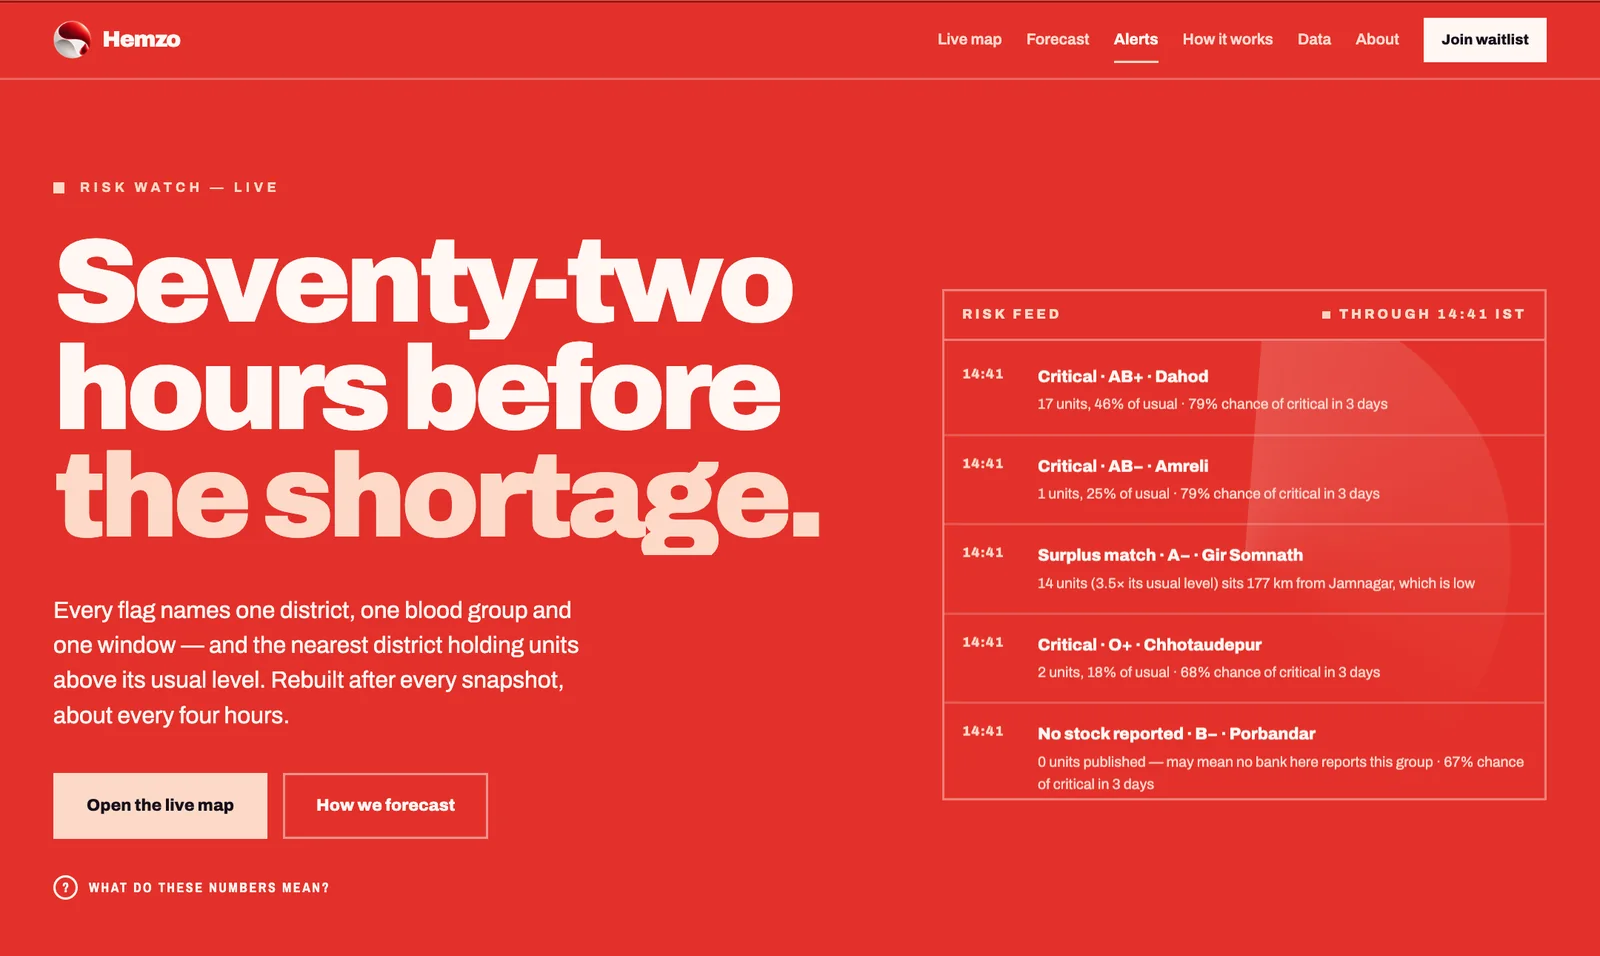 Hemzo
Live map
Forecast
Alerts
How it works
Data
About
Join waitlist
RISK WATCH — LIVE
Seventy-two
hours before
the shortage.
Every flag names one district, one blood group and
one window — and the nearest district holding units
above its usual level. Rebuilt after every snapshot,
about every four hours.
Open the live map
How we forecast
? WHAT DO THESE NUMBERS MEAN?
RISK FEED
THROUGH 14:41 IST
14:41
Critical · AB+ · Dahod
17 units, 46% of usual · 79% chance of critical in 3 days
14:41
Critical · AB− · Amreli
1 units, 25% of usual · 79% chance of critical in 3 days
14:41
Surplus match · A− · Gir Somnath
14 units (3.5× its usual level) sits 177 km from Jamnagar, which is low
14:41
Critical · O+ · Chhotaudepur
2 units, 18% of usual · 68% chance of critical in 3 days
14:41
No stock reported · B− · Porbandar
0 units published — may mean no bank here reports this group · 67% chance
of critical in 3 days